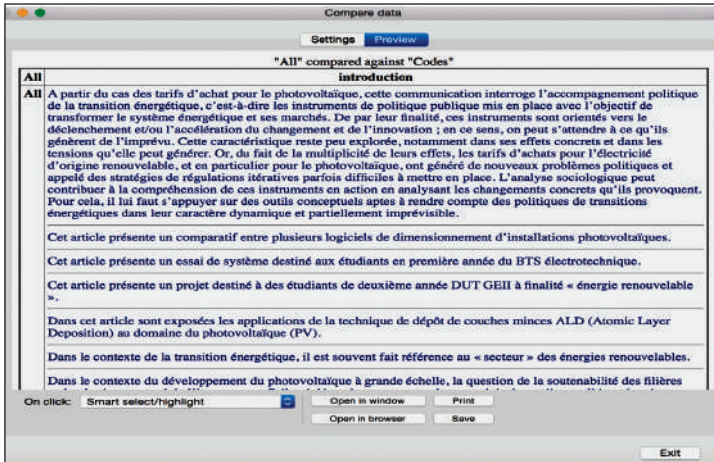 Compare data
Settings Preview
"All" compared against "Codes"
All introduction
All A partir du cas des tarifs d'achat pour le photovoltaïque, cette communication interroge l'accompagnement politique
de la transition énergétique, c'est-à-dire les instruments de politique publique mis en place avec l'objectif de
transformer le système énergétique et ses marchés. De par leur finalité, ces instruments sont orientés vers le
déclenchement et/ou l'accélération du changement et de l'innovation ; en ce sens, on peut s'attendre à ce qu'ils
génèrent de l'imprévu. Cette caractéristique reste peu explorée, notamment dans ses effets concrets et dans les
tensions qu'elle peut générer. Or, du fait de la multiplicité de leurs effets, les tarifs d'achats pour l'électricité
d'origine renouvelable, et en particulier pour le photovoltaïque, ont généré de nouveaux problèmes politiques et
appelé des stratégies de régulations itératives parfois difficiles à mettre en place. L'analyse sociologique peut
contribuer à la compréhension de ces instruments en action en analysant les changements concrets qu'ils provoquent.
Pour cela, il lui faut s'appuyer sur des outils conceptuels aptes à rendre compte des politiques de transitions
énergétiques dans leur caractère dynamique et partiellement imprévisible.
Cet article présente un comparatif entre plusieurs logiciels de dimensionnement d'installations photovoltaïques.
Cet article présente un essai de système destiné aux étudiants en première année du BTS électrotechnique.
Cet article présente un projet destiné à des étudiants de deuxième année DUT GEII à finalité « énergie renouvelable
».
Dans cet article sont exposées les applications de la technique de dépôt de couches minces ALD (Atomic Layer
Deposition) au domaine du photovoltaïque (PV).
Dans le contexte de la transition énergétique, il est souvent fait référence au « secteur » des énergies renouvelables.
Dans le contexte du développement du photovoltaïque à grande échelle, la question de la soutenabilité des filières
On click: Smart select/highlight Open in window Print
Open in browser Save
Exit